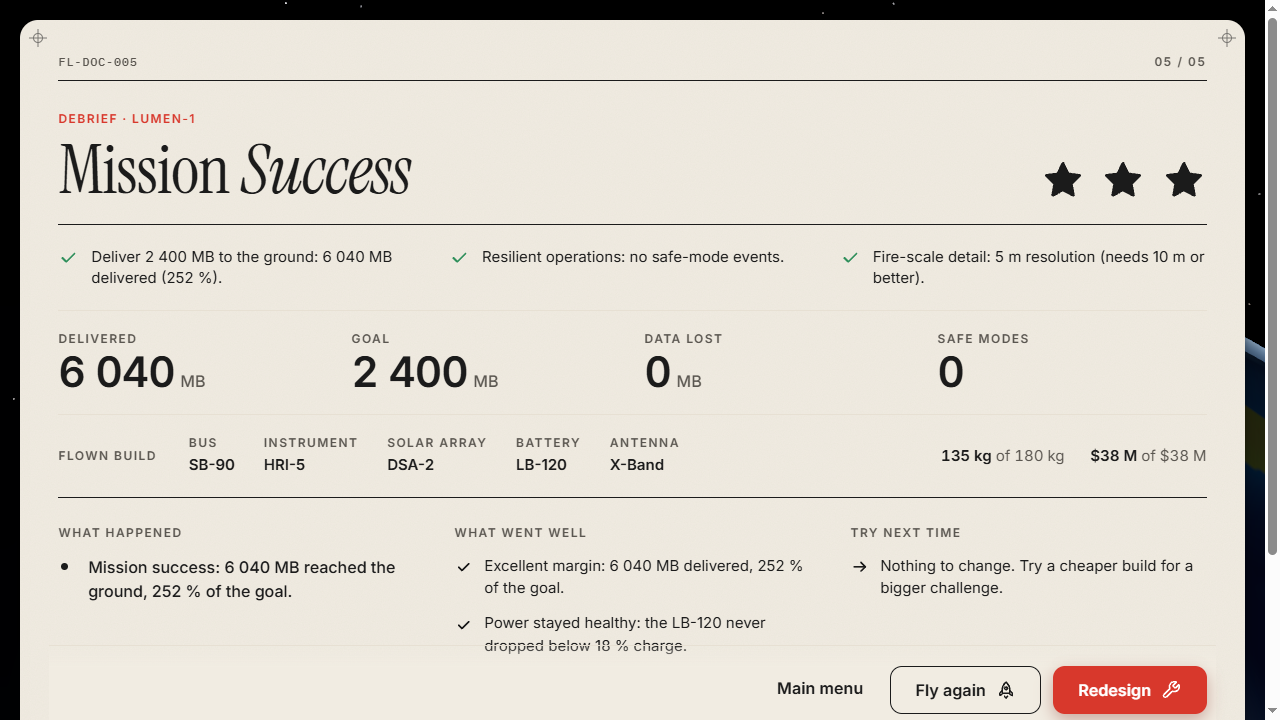 FL-DOC-005
05 / 05
DEBRIEF · LUMEN-1
Mission Success
Deliver 2 400 MB to the ground: 6 040 MB
delivered (252 %).
Resilient operations: no safe-mode events.
Fire-scale detail: 5 m resolution (needs 10 m or
better).
DELIVERED
6 040 MB
GOAL
2 400 MB
DATA LOST
0 MB
SAFE MODES
0
FLOWN BUILD
BUS
SB-90
INSTRUMENT
HRI-5
SOLAR ARRAY
DSA-2
BATTERY
LB-120
ANTENNA
X-Band
135 kg of 180 kg
$38 M of $38 M
WHAT HAPPENED
Mission success: 6 040 MB reached the
ground, 252 % of the goal.
WHAT WENT WELL
Excellent margin: 6 040 MB delivered, 252 %
of the goal.
Power stayed healthy: the LB-120 never
dropped below 18 % charge.
TRY NEXT TIME
Nothing to change. Try a cheaper build for a
bigger challenge.
Main menu
Fly again
Redesign